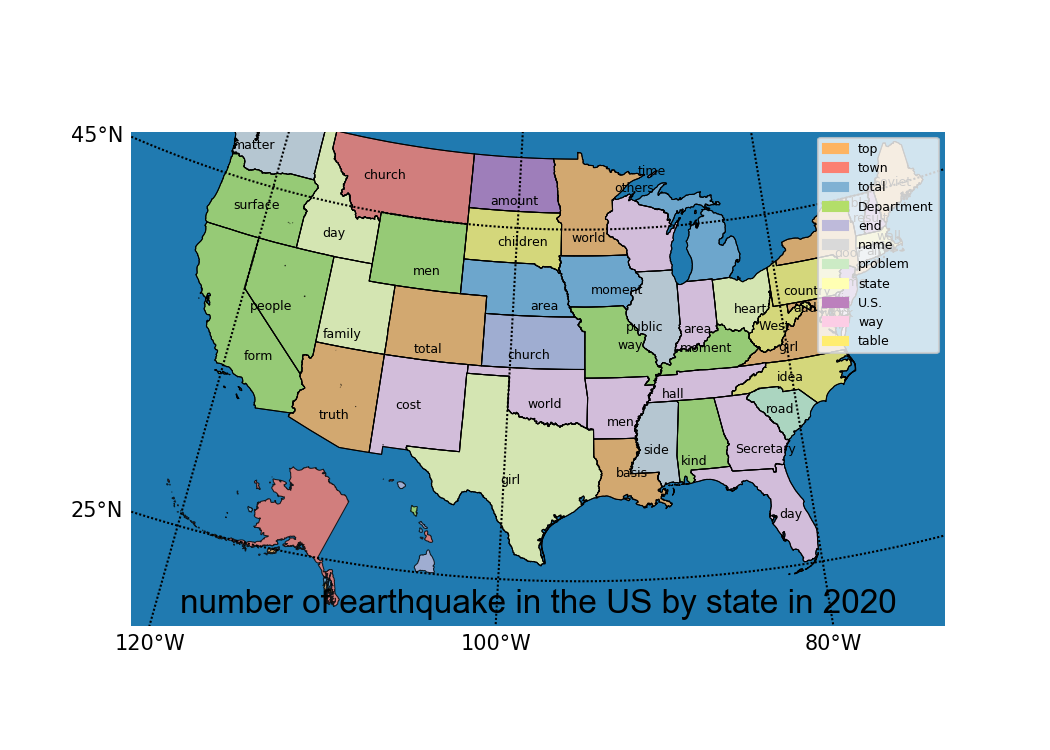 45°N
matter
time
church
others
amount
surface
day
children
world
men
count
moment
area
people
heart
West
and
public
area
family
way
moment
girl
total
church
form
idea
hall
cost
world
road
truth
men
side
Secretary
kind
basis
girl
day
25°N
number of earthquake in the US by state in 2020
120°W
100°W
80°W
top
town
total
Department
end
name
problem
state
U.S.
way
table